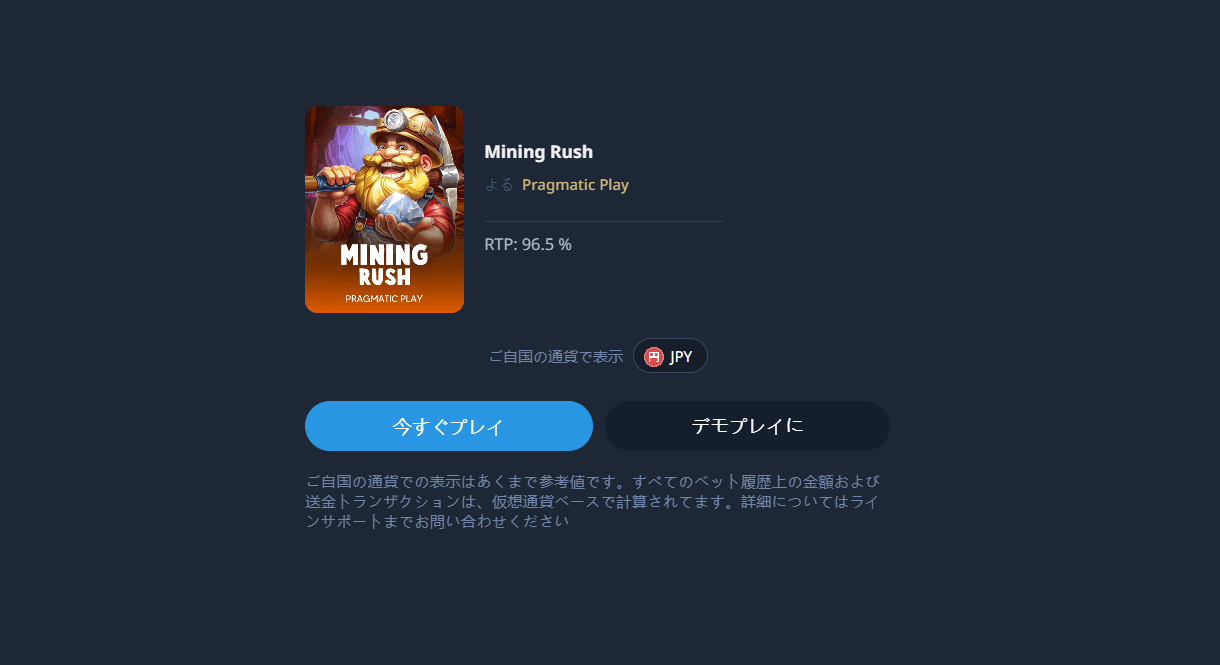 MINING
RUSH
PRAGMATIC PLAY
Mining Rush
よる Pragmatic Play
RTP: 96.5 %
ご自国の通貨で表示 円 JPY
今すぐプレイ
デモプレイに
ご自国の通貨での表示はあくまで参考値です。すべてのベット履歴上の金額および
送金トランザクションは、仮想通貨ベースで計算されてます。詳細についてはライ
ンサポートまでお問い合わせください